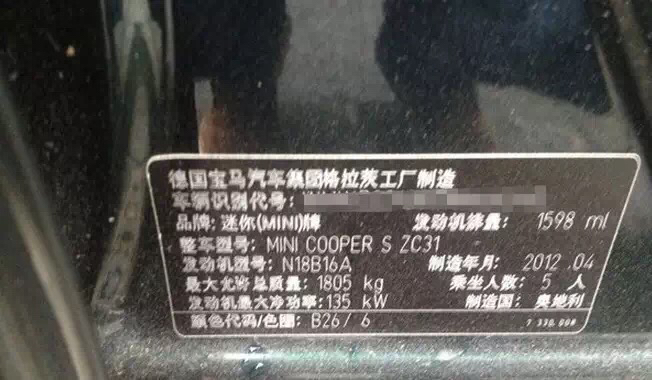 德国宝马汽车集团格拉茨工厂制造
车辆识别代号:
品牌: 迷你(MINI)牌 发动机排量: 1598 ml
整车型号: MINI COOPER S ZC31
发动机型号: N18B16A 制造年月: 2012.04
最大允许总质量: 1805 kg 乘坐人数: 5 人
发动机最大净功率: 135 kW 制造国: 奥地利
颜色代码/色圈: B26/ 6